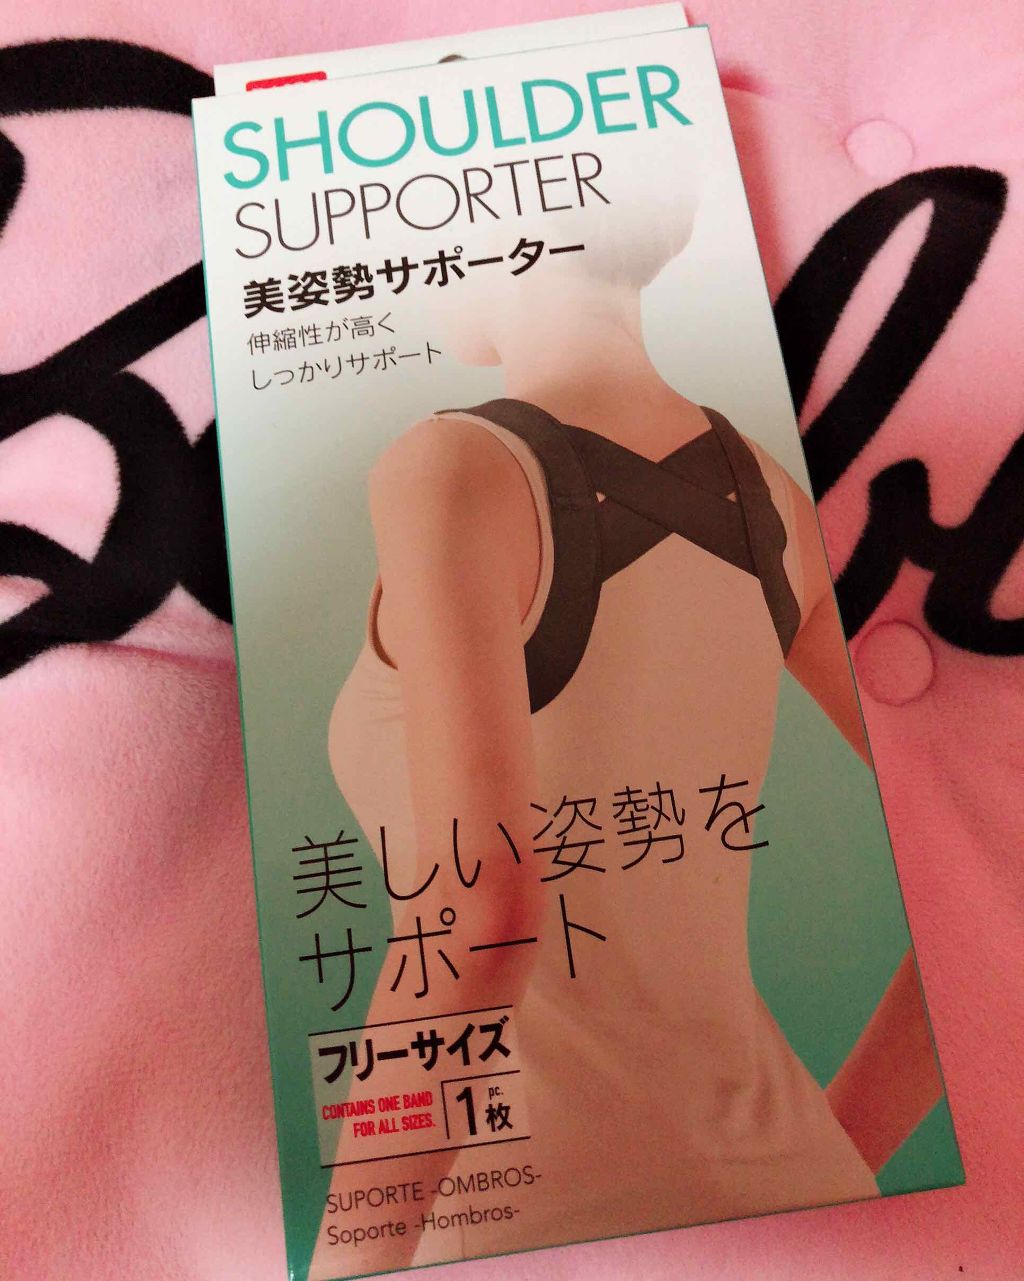 SHOULDER
SUPPORTER
美姿勢サポーター
伸縮性が高く
しっかりサポート
美しい姿勢を
サポート
フリーサイズ
CONTAINS ONE BAND
FOR ALL SIZES.
1 pc. 枚
SUPORTE -OMBROS-
Soporte -Hombros-